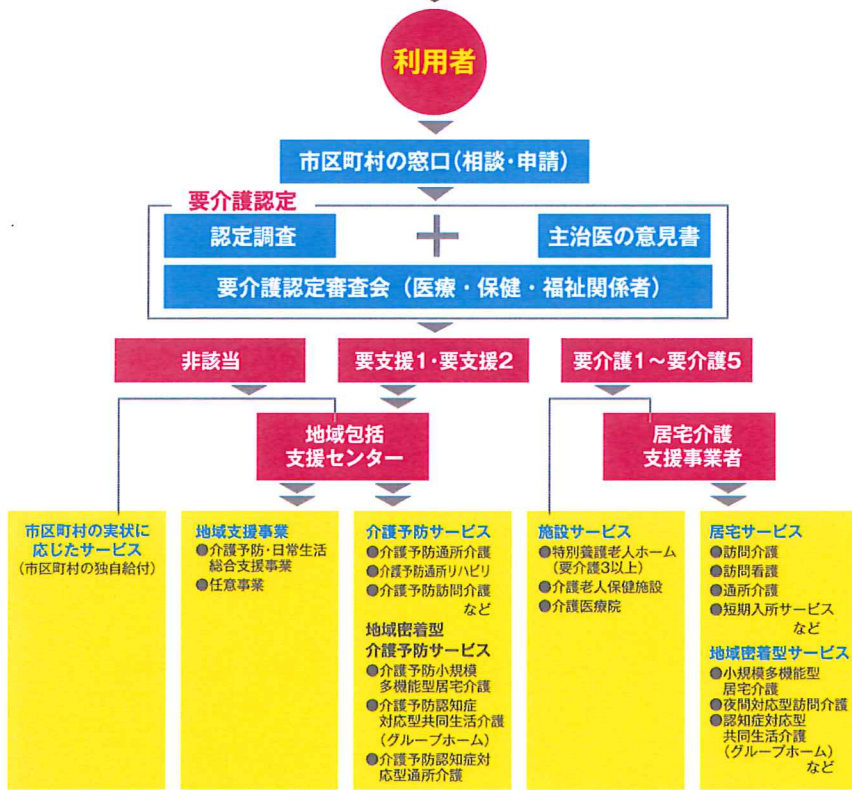 利用者
市区町村の窓口(相談・申請)
要介護認定
認定調査
+
主治医の意見書
要介護認定審査会（医療・保健・福祉関係者）
非該当
要支援1・要支援2
要介護1～要介護5
地域包括
支援センター
居宅介護
支援事業者
市区町村の実状に
応じたサービス
(市区町村の独自給付)
地域支援事業
●介護予防・日常生活
総合支援事業
●任意事業
介護予防サービス
●介護予防通所介護
●介護予防通所リハビリ
●介護予防訪問介護
など
地域密着型
介護予防サービス
●介護予防小規模
多機能型居宅介護
●介護予防認知症
対応型共同生活介護
(グループホーム)
●介護予防認知症対
応型通所介護
施設サービス
●特別養護老人ホーム
(要介護3以上)
●介護老人保健施設
●介護医療院
居宅サービス
●訪問介護
●訪問看護
●通所介護
●短期入所サービス
など
地域密着型サービス
●小規模多機能型
居宅介護
●夜間対応型訪問介護
●認知症対応型
共同生活介護
(グループホーム)
など